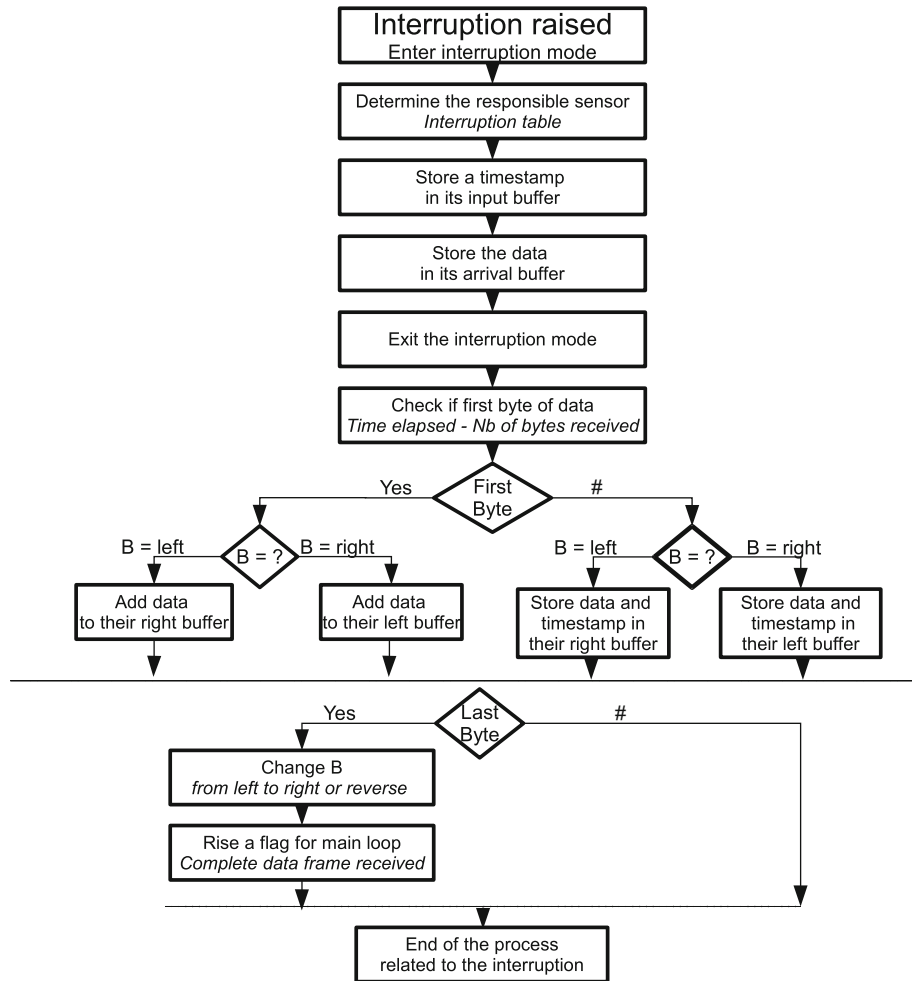 Interruption raised
Enter interruption mode
Determine the responsible sensor
Interruption table
Store a timestamp
in its input buffer
Store the data
in its arrival buffer
Exit the interruption mode
Check if first byte of data
Time elapsed - Nb of bytes received
First
Byte
Yes
#
B = ?
B = left
B = right
Add data
to their right buffer
Add data
to their left buffer
B = ?
B = left
B = right
Store data and
timestamp in
their right buffer
Store data and
timestamp in
their left buffer
Last
Byte
Yes
#
Change B
from left to right or reverse
Rise a flag for main loop
Complete data frame received
End of the process
related to the interruption